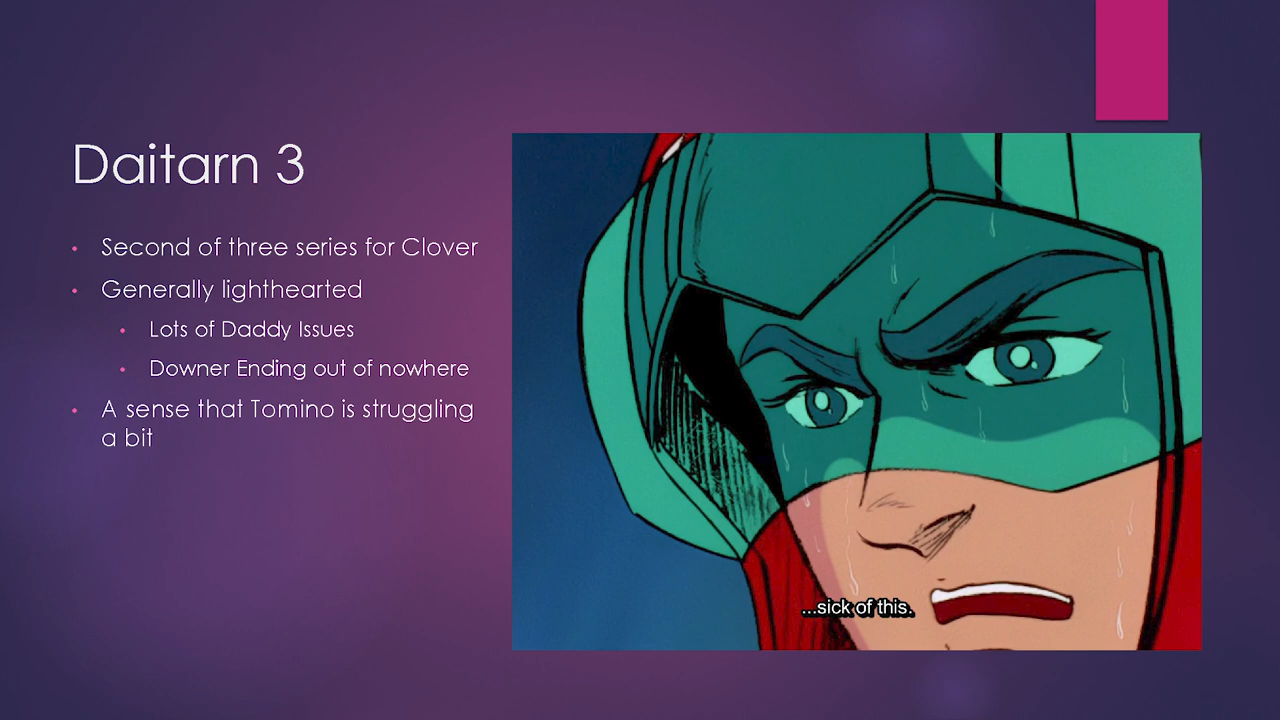 Daitarn 3
• Second of three series for Clover
• Generally lighthearted
• Lots of Daddy Issues
• Downer Ending out of nowhere
• A sense that Tomino is struggling
a bit
...sick of this.